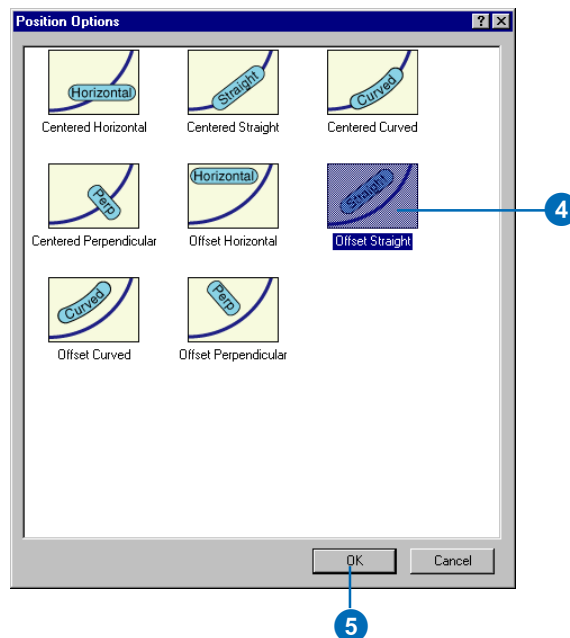 Position Options
Horizontal
Straight
Curved
Centered Horizontal
Centered Straight
Centered Curved
Perp
Horizontal
Straight
4
Centered Perpendicular
Offset Horizontal
Offset Straight
Curved
Perp
Offset Curved
Offset Perpendicular
OK
Cancel
5